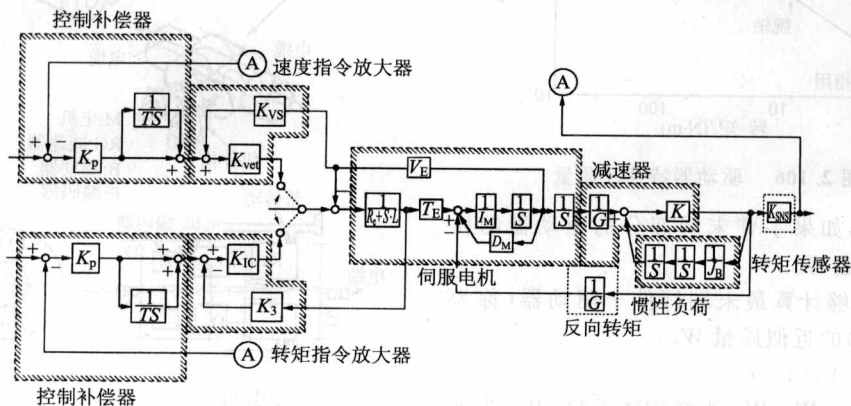 控制补偿器
A 速度指令放大器
A
1/TS
K_VS
+
K_p
+
K_vet
V_E
减速器
1/(R_e+S·L)
T_E
1/I_M
1/S
1/S
1/G
K
K_SNS
D_M
伺服电机
1/S
1/S
1/J_B
转矩传感器
惯性负荷
1/G
反向转矩
+
-
K_p
+
+
+
K_IC
1/TS
K_3
A 转矩指令放大器
控制补偿器